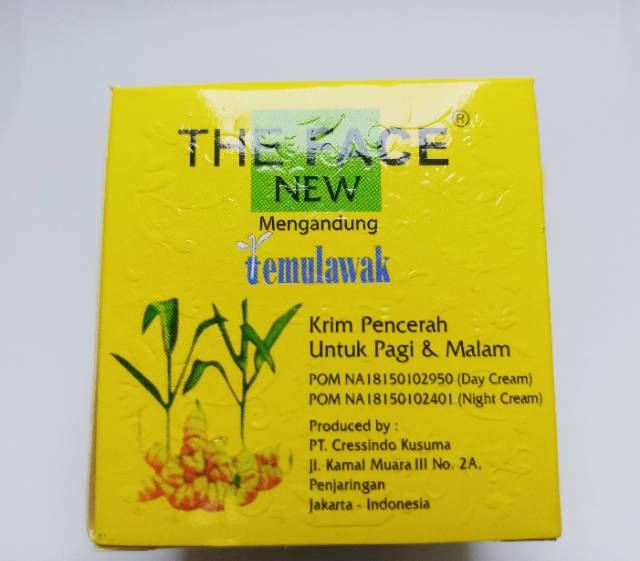 THE FACE®
NEW
Mengandung
temulawak
Krim Pencerah
Untuk Pagi & Malam
POM NA18150102950 (Day Cream)
POM NA18150102401 (Night Cream)
Produced by :
PT. Cressindo Kusuma
Jl. Kamal Muara III No. 2A,
Penjaringan
Jakarta - Indonesia